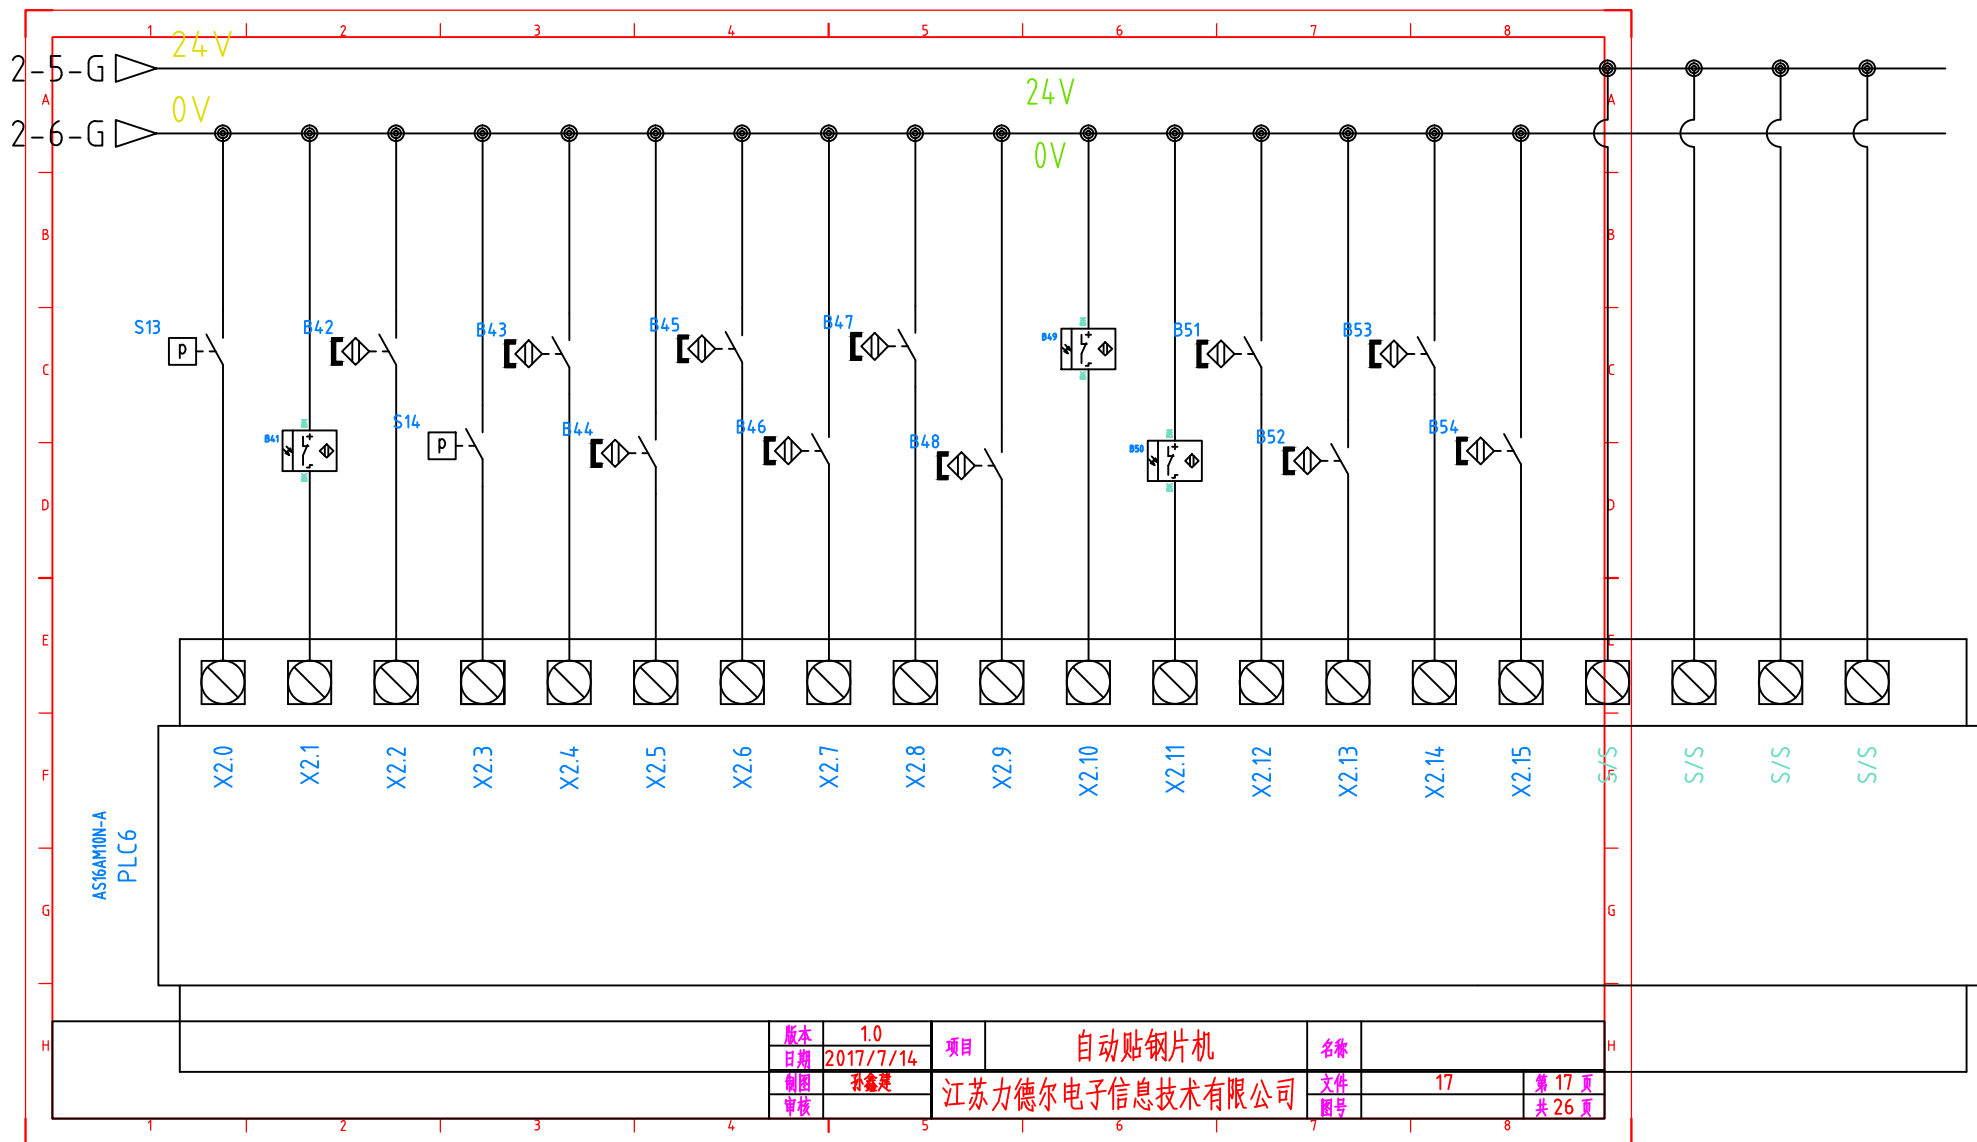 1 2 3 4 5 6 7 8
24V
2-5-G
24V
A A
0V
2-6-G
0V
B B
S13 B42 B43 B45 B47 B49 B51 B53
C C
B41 S14 B44 B46 B48 B50 B52 B54
D D
E E
X2.0 X2.1 X2.2 X2.3 X2.4 X2.5 X2.6 X2.7 X2.8 X2.9 X2.10 X2.11 X2.12 X2.13 X2.14 X2.15 S/S S/S S/S S/S
F F
AS16AM10N-A
PLC6
G G
H H
版本 1.0 项目 自动贴钢片机 名称
日期 2017/7/14
制图 孙鑫建 江苏力德尔电子信息技术有限公司 文件 17 第 17 页
审核 图号 共 26 页
1 2 3 4 5 6 7 8